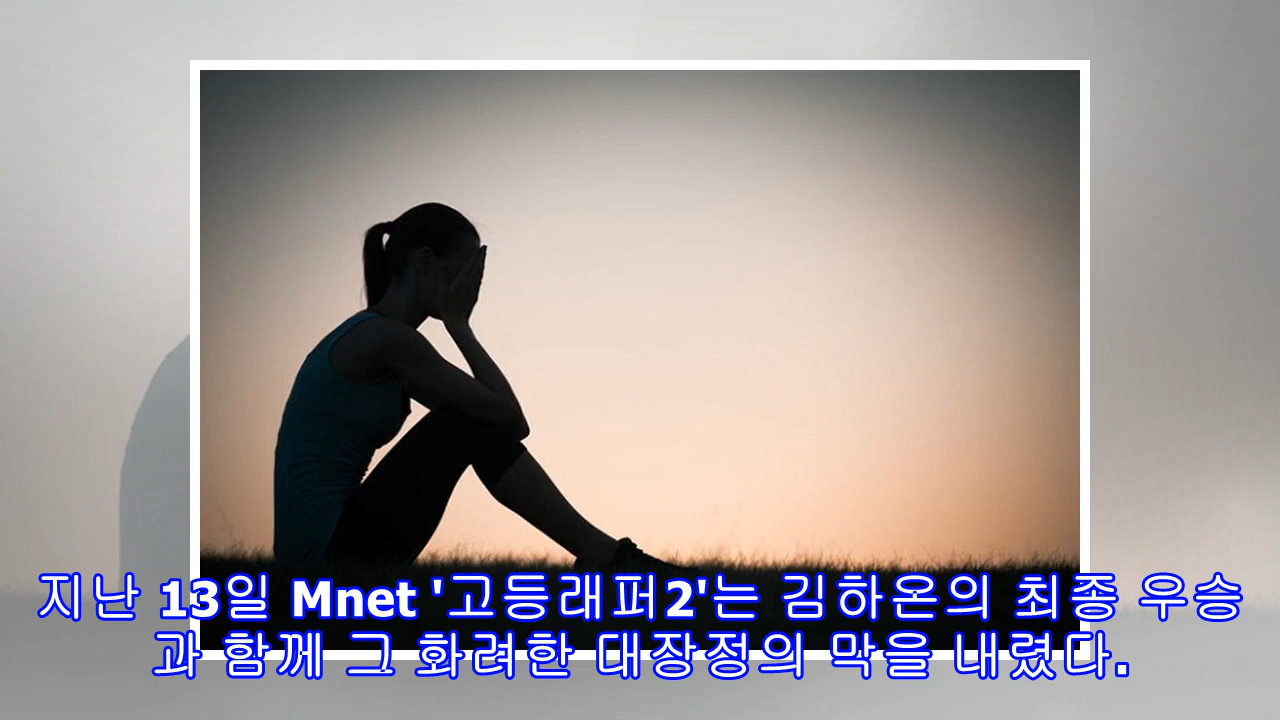 지난 13일 Mnet '고등래퍼2'는 김하온의 최종 우승
과 함께 그 화려한 대장정의 막을 내렸다.